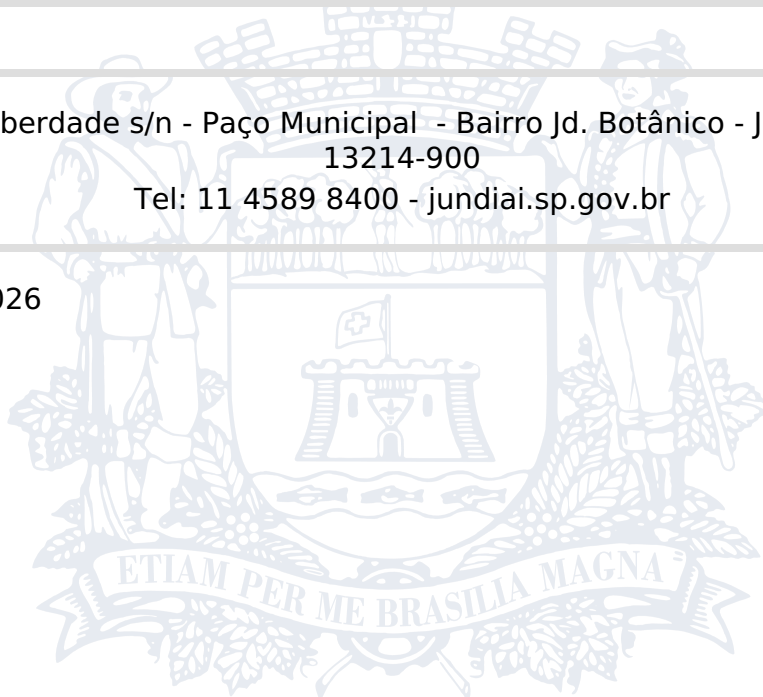 berdade s/n - Paço Municipal - Bairro Jd. Botânico - J
13214-900
Tel: 11 4589 8400 - jundiai.sp.gov.br
026
ETIAM PER ME BRASILIA MAGNA